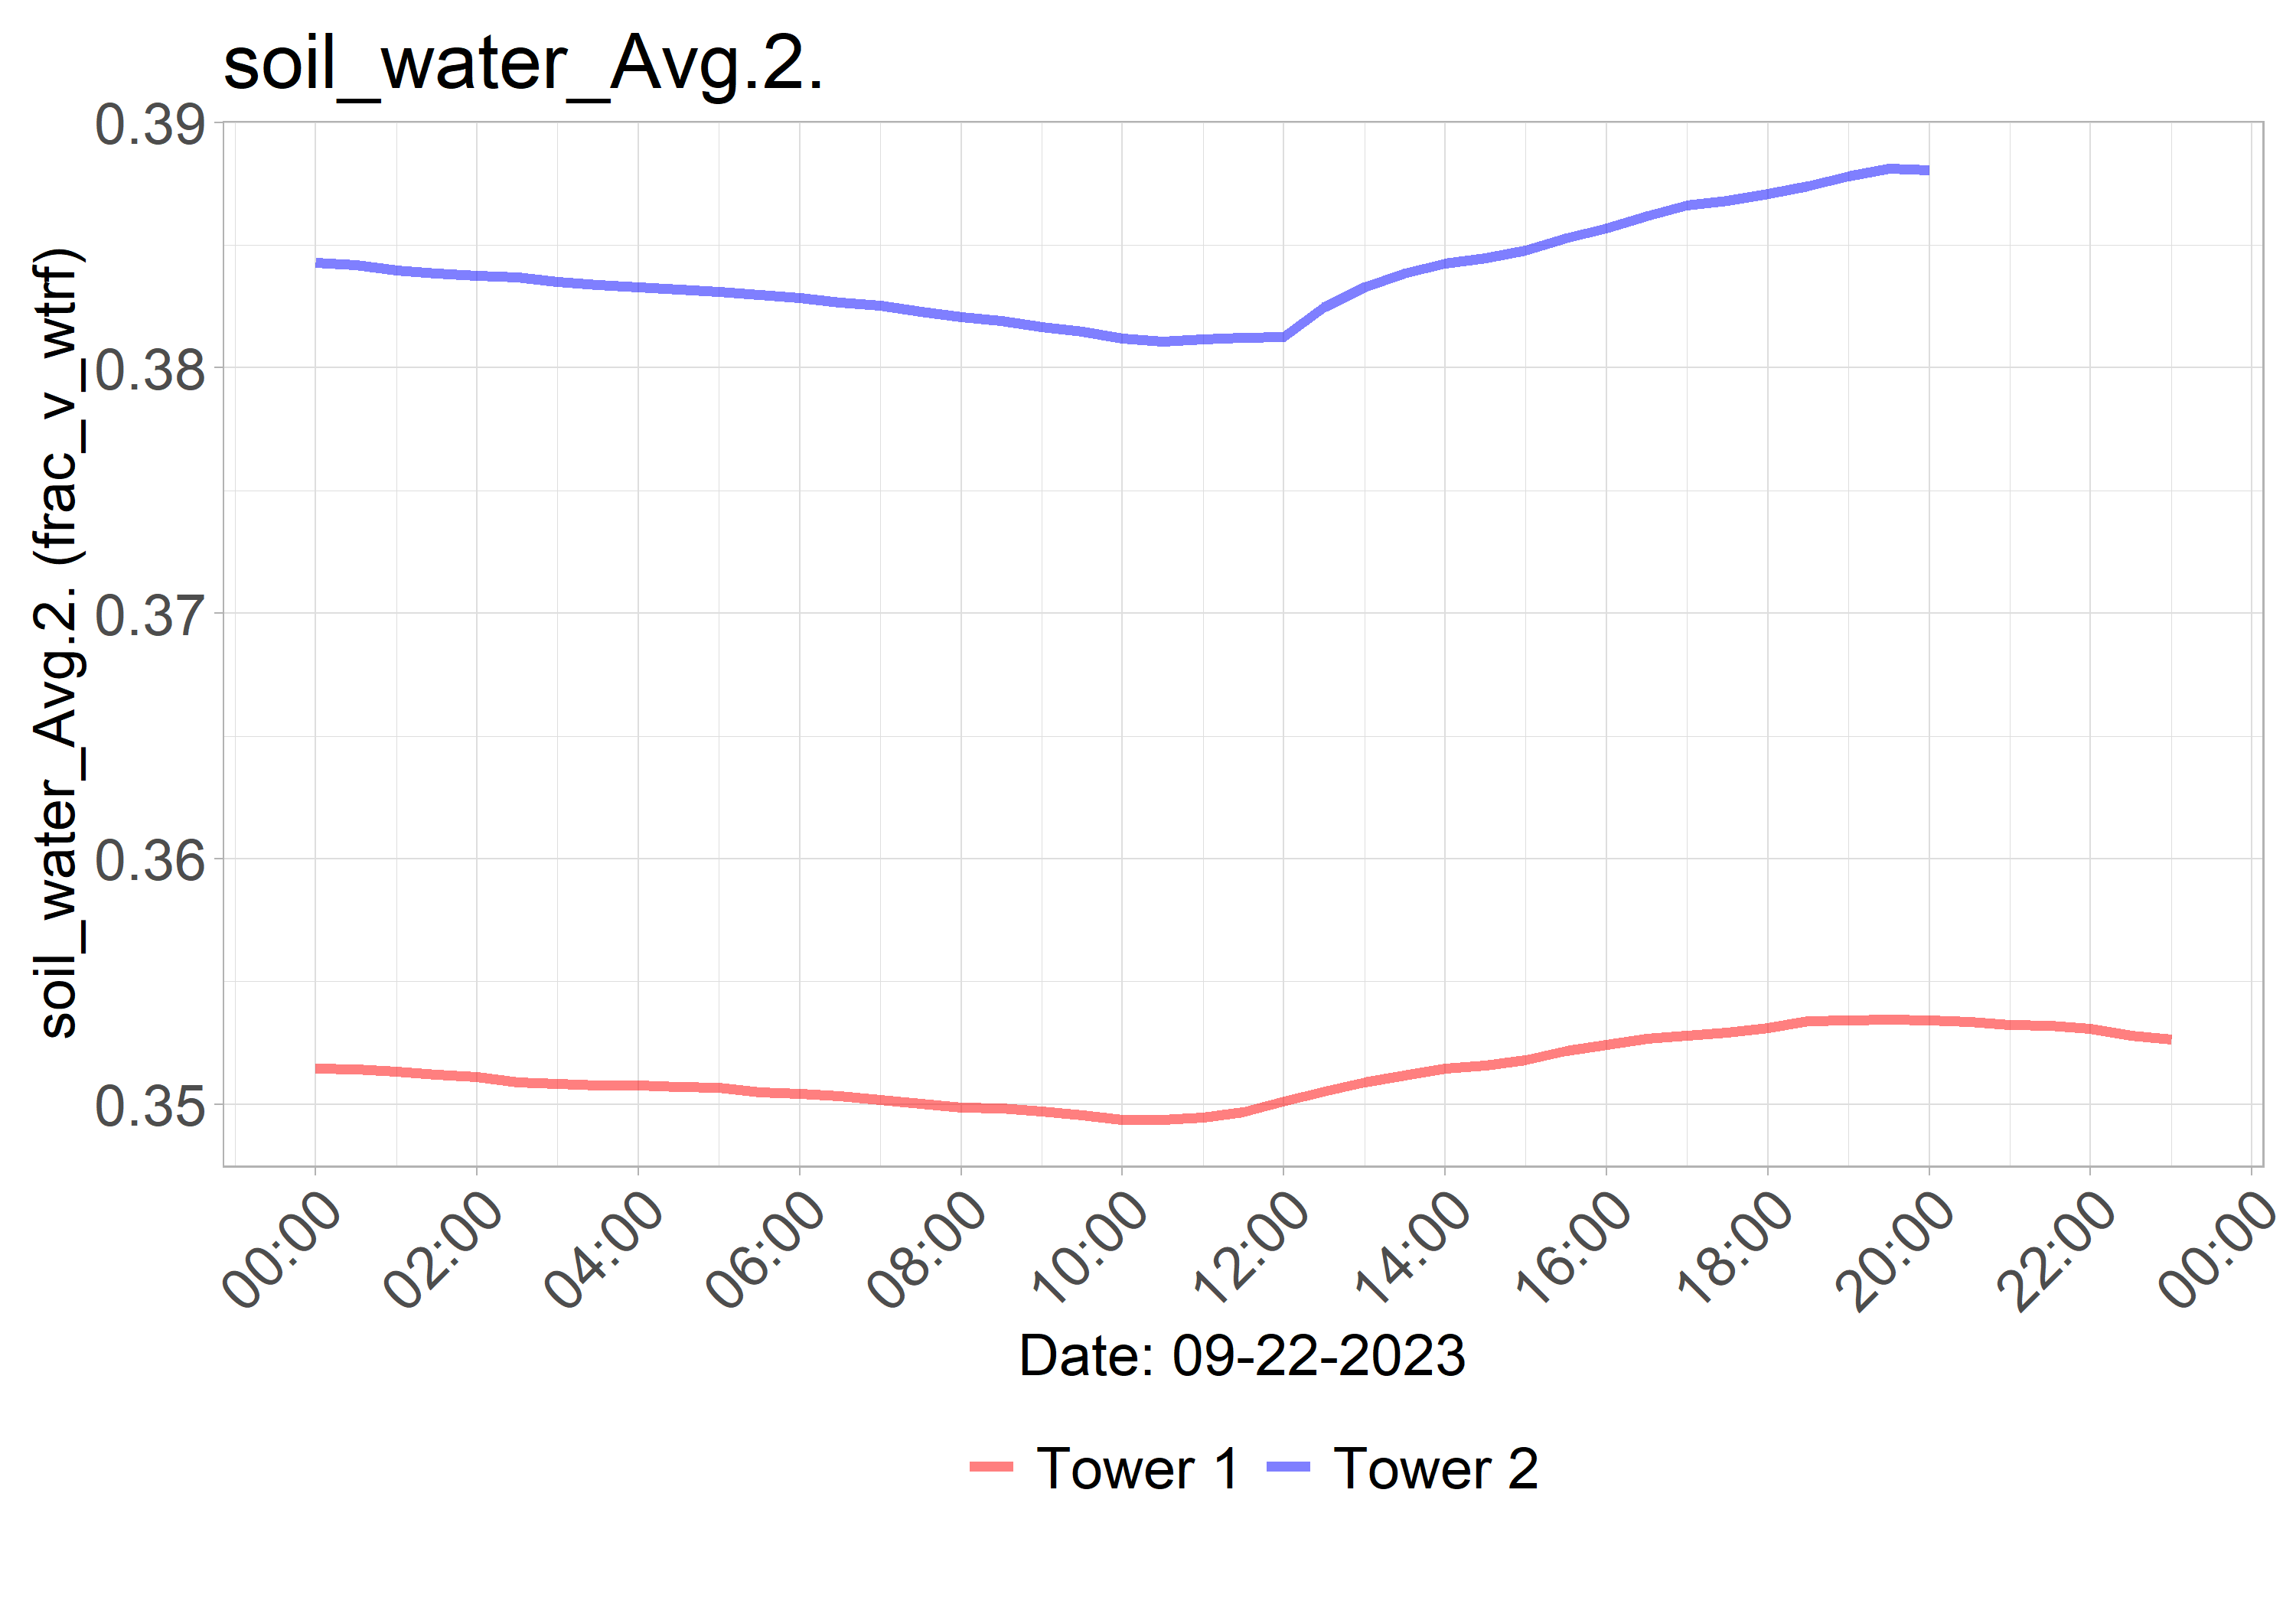 soil_water_Avg.2.
soil_water_Avg.2. (frac_v_wtrf)
0.39
0.38
0.37
0.36
0.35
00:00 02:00 04:00 06:00 08:00 10:00 12:00 14:00 16:00 18:00 20:00 22:00 00:00
Date: 09-22-2023
Tower 1 Tower 2